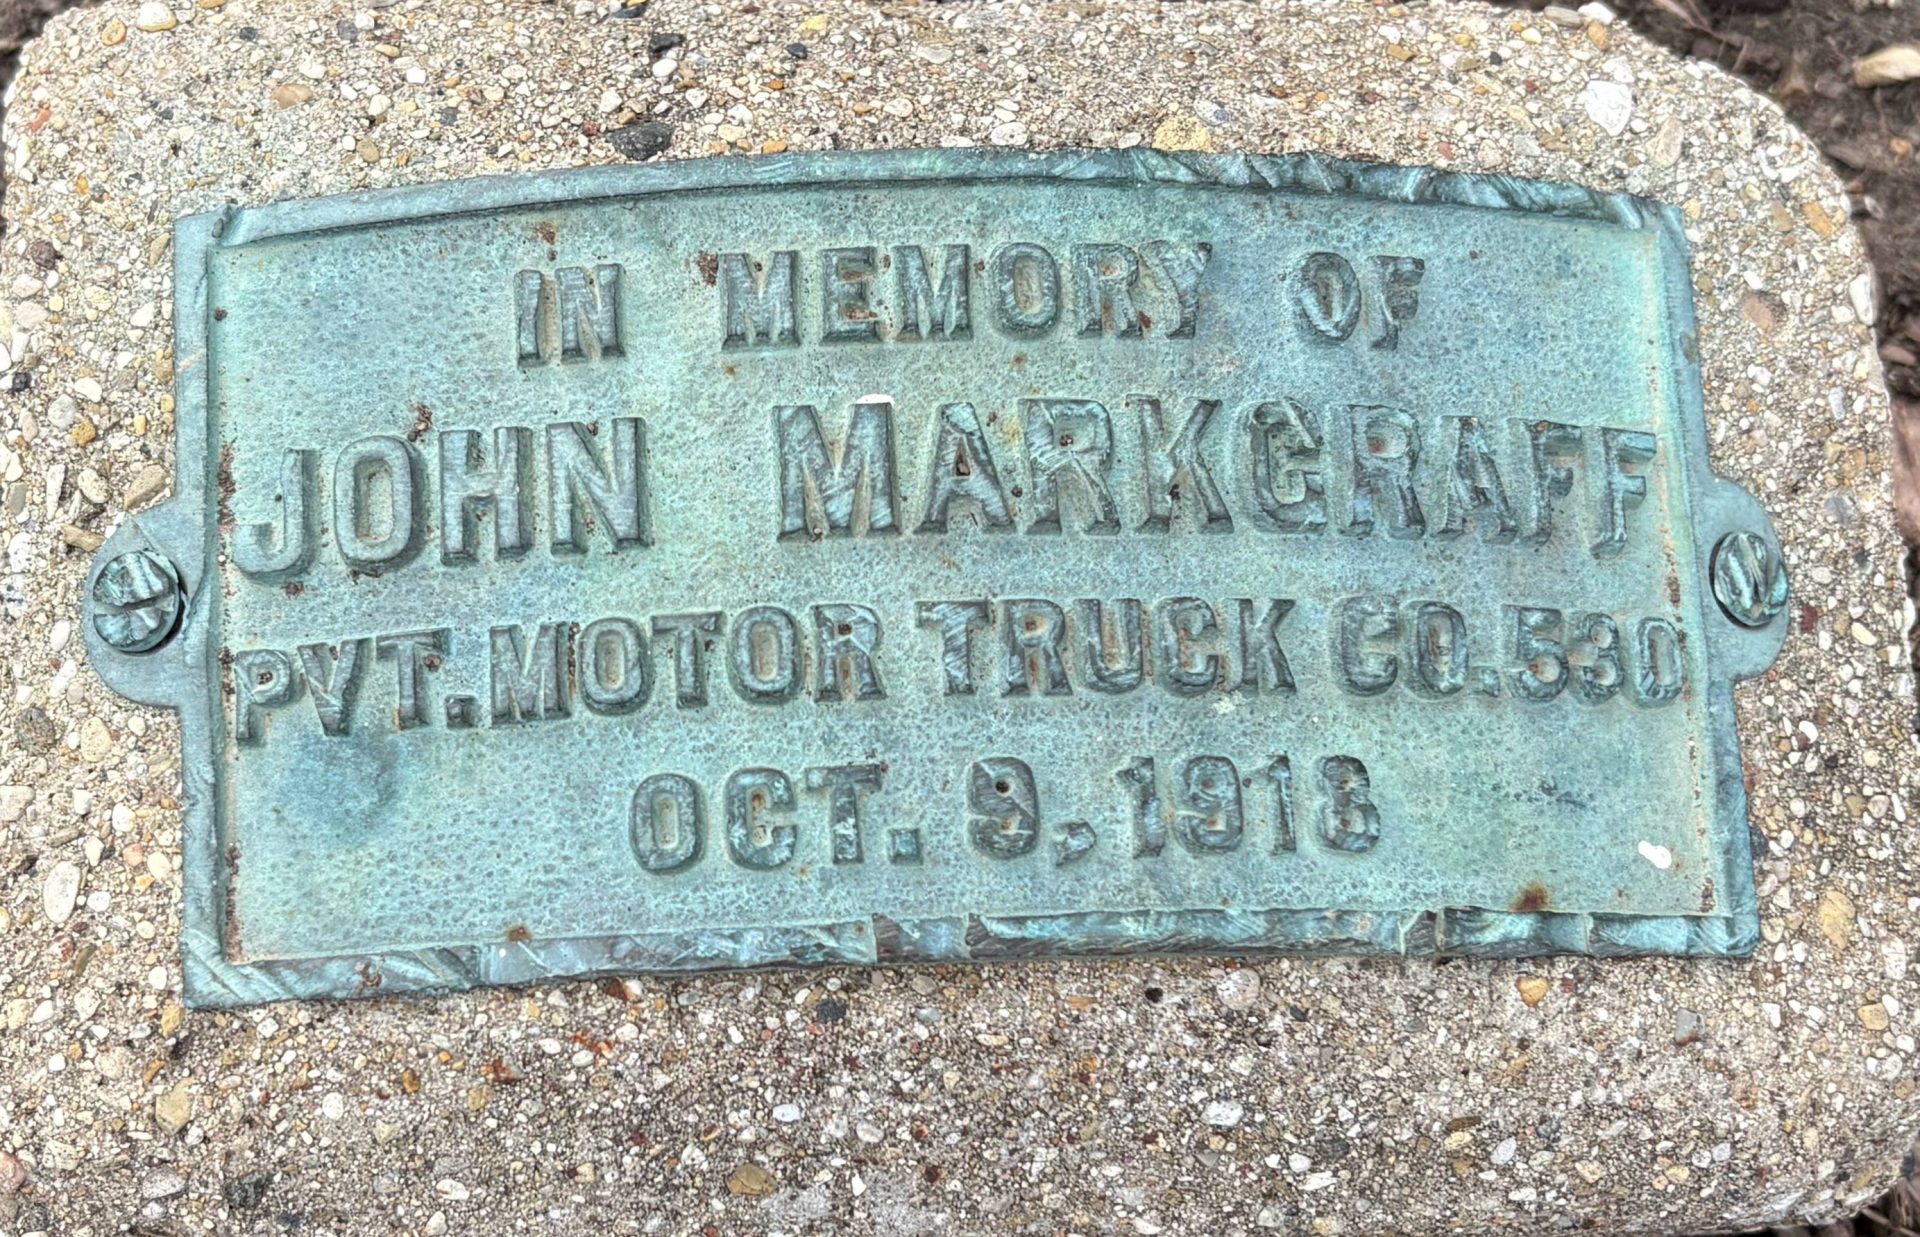 IN MEMORY OF
JOHN MARKGRAFF
PVT. MOTOR TRUCK CO. 530
OCT. 9, 1918